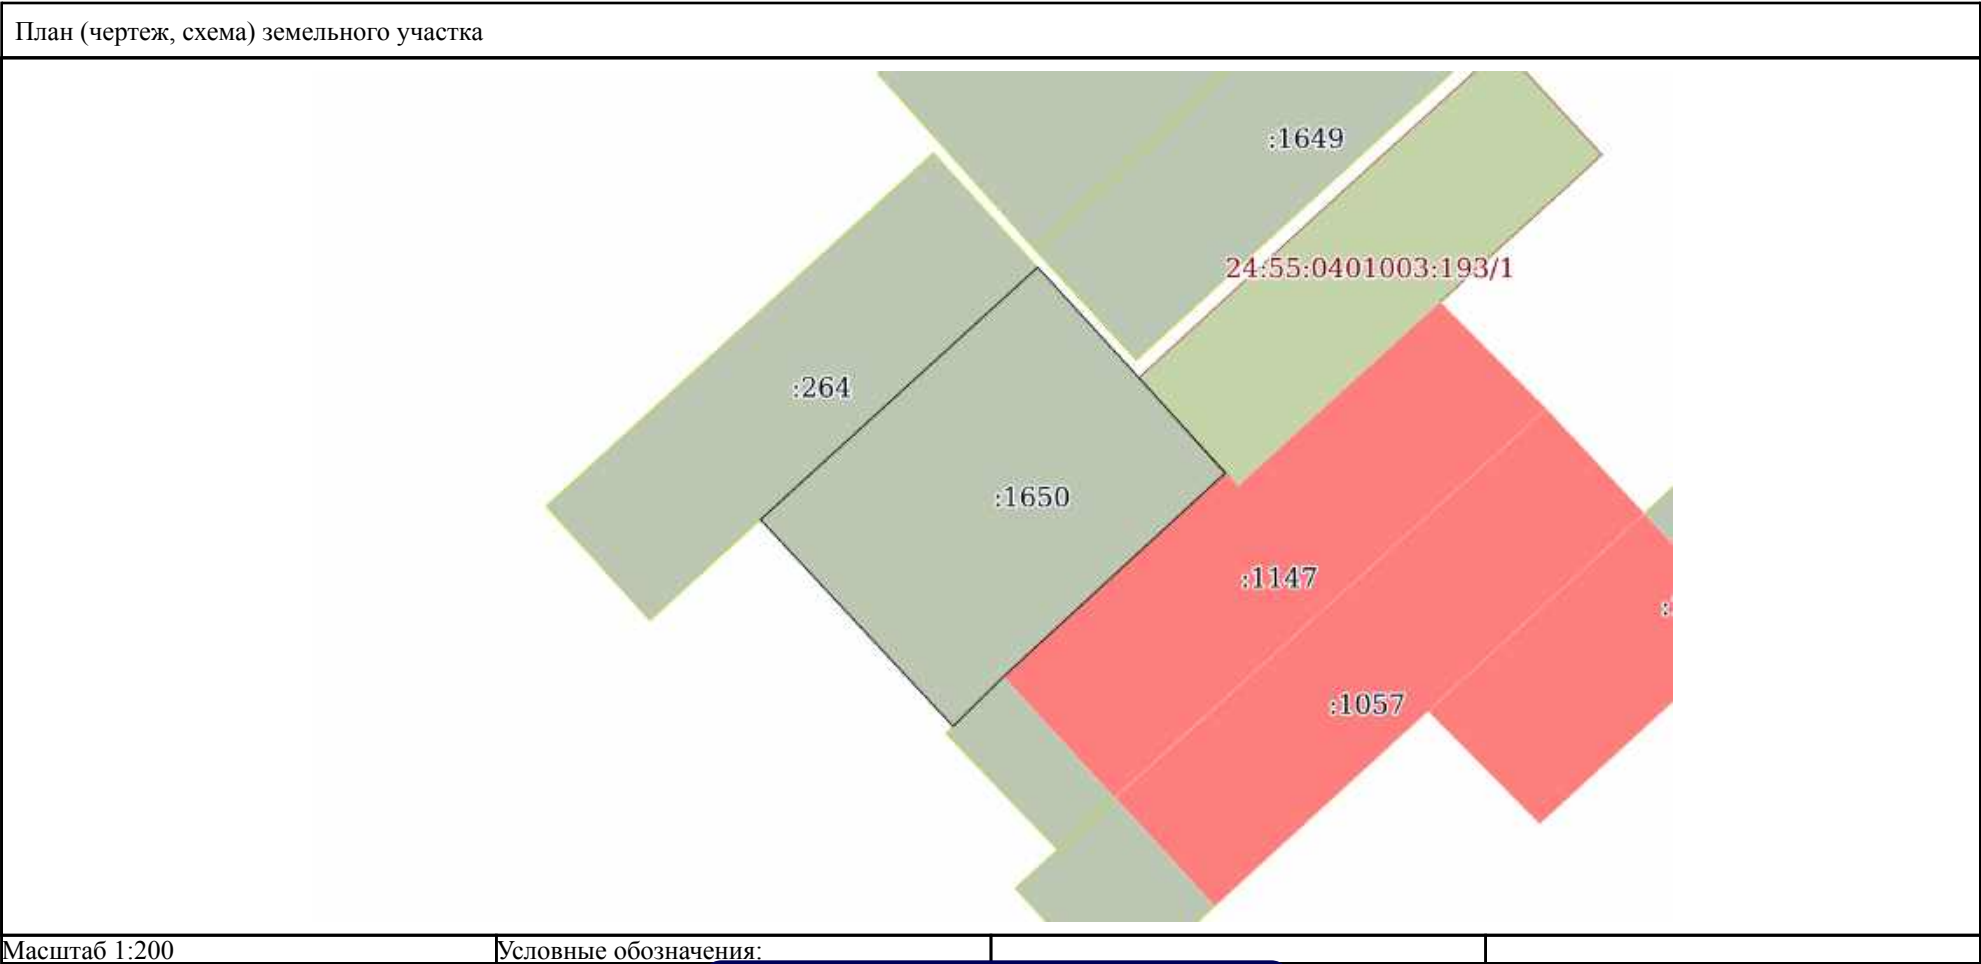 План (чертеж, схема) земельного участка
:1649
24:55:0401003:193/1
:264
:1650
:1147
:1057
Масштаб 1:200
Условные обозначения: